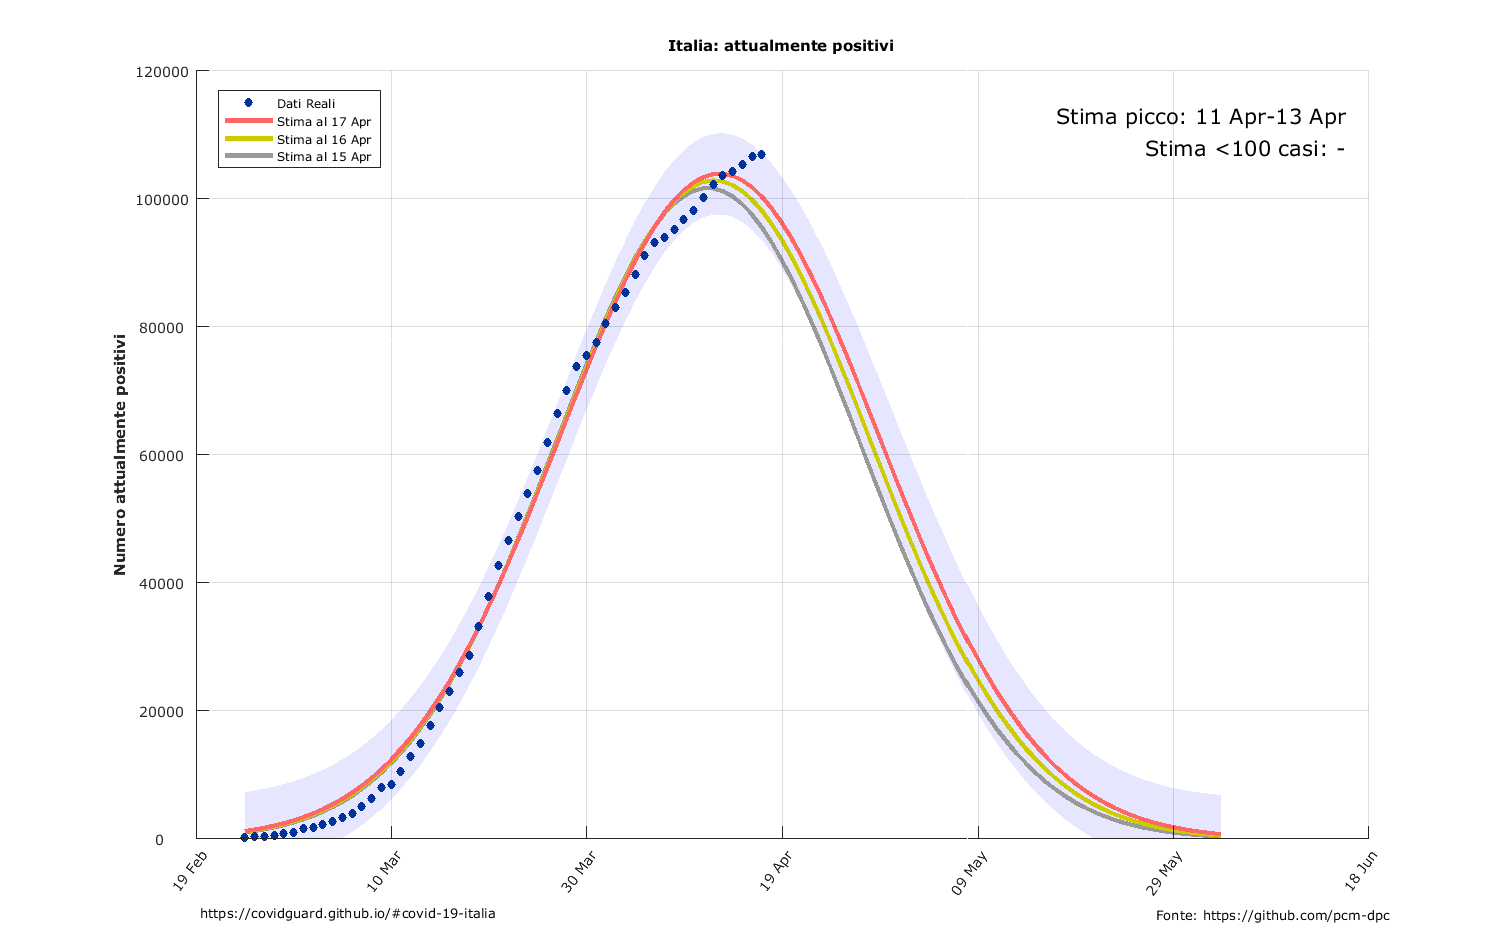 Italia: attualmente positivi
120000
100000
80000
60000
40000
20000
0
Numero attualmente positivi
Dati Reali
Stima al 17 Apr
Stima al 16 Apr
Stima al 15 Apr
Stima picco: 11 Apr-13 Apr
Stima <100 casi: -
19 Feb
10 Mar
30 Mar
19 Apr
09 May
29 May
18 Jun
https://covidguard.github.io/#covid-19-italia
Fonte: https://github.com/pcm-dpc